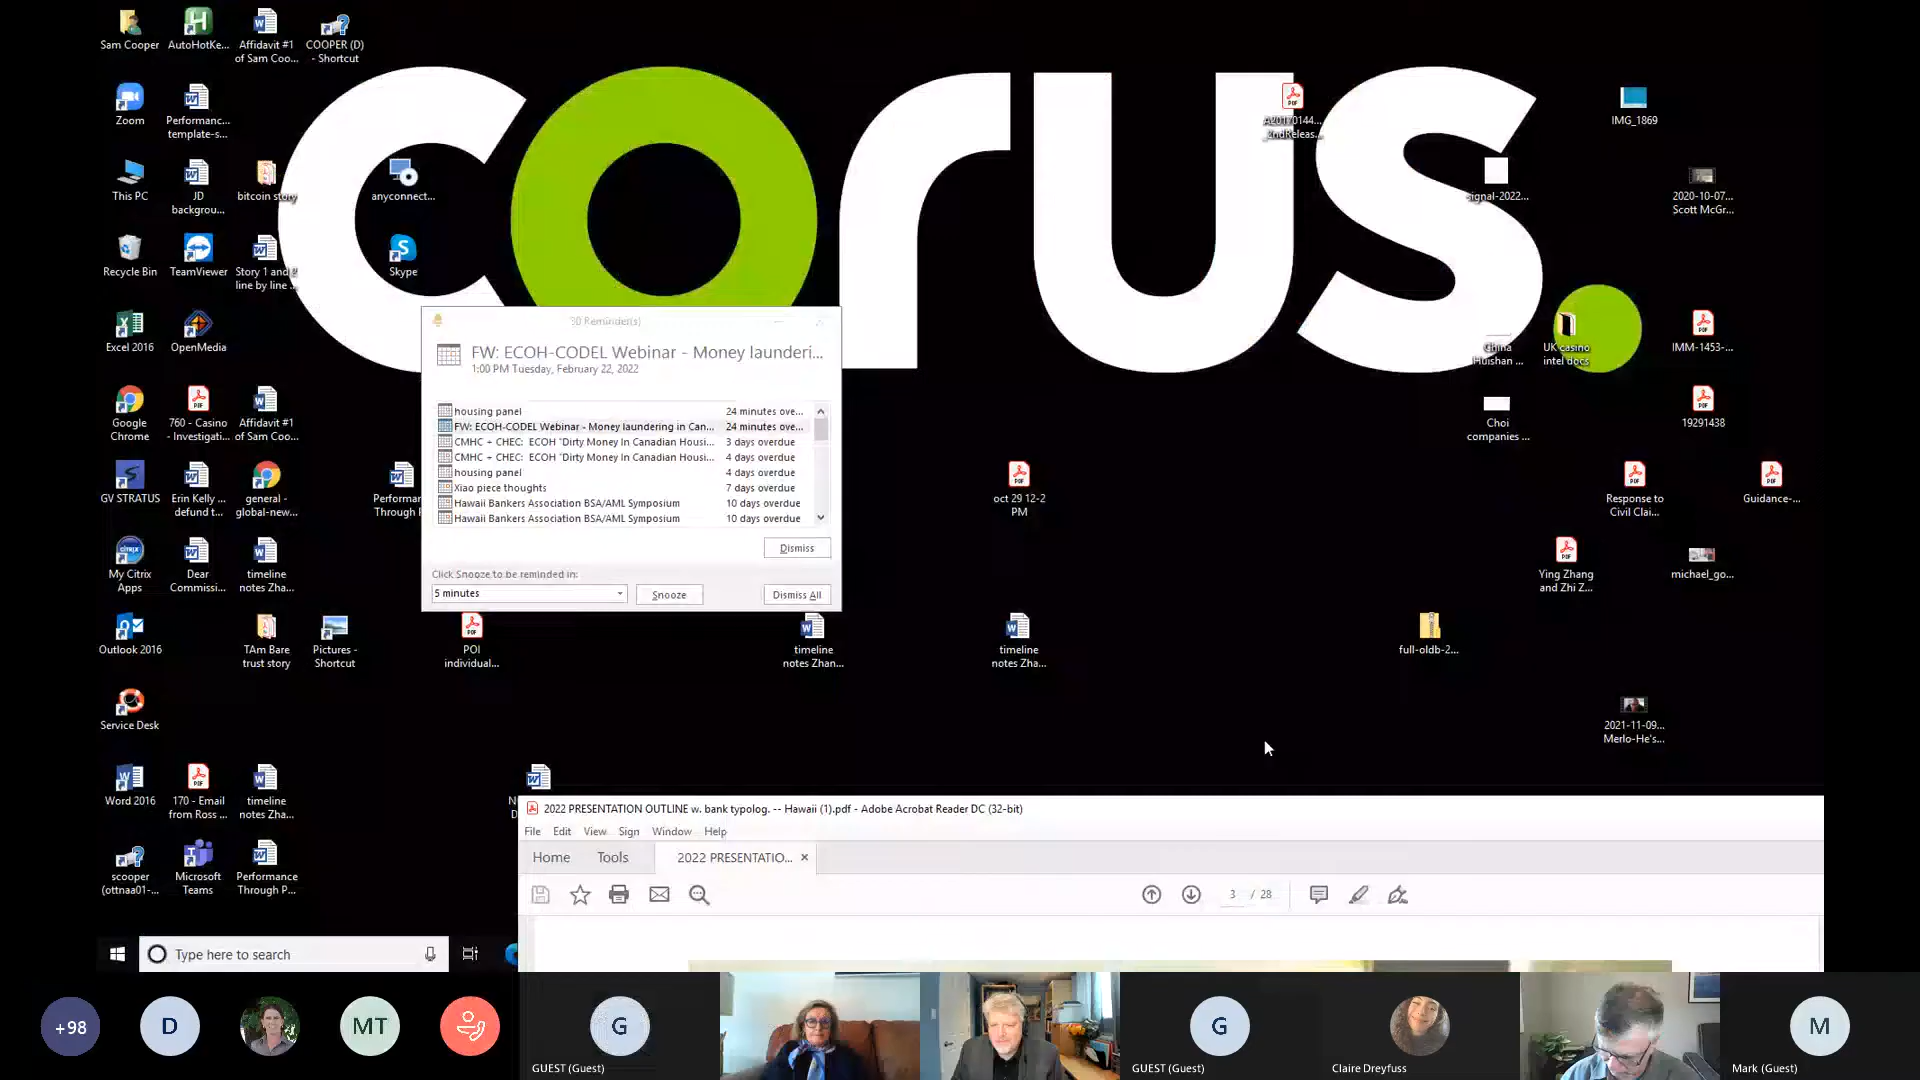 corus.
Sam Cooper
AutoHotKe...
Affidavit #1
of Sam Coo...
COOPER (D)
- Shortcut
Zoom
Performanc...
template-s...
A20170144...
_2ndReleas...
IMG_1869
This PC
JD
backgrou...
bitcoin story
anyconnect...
signal-2022...
2020-10-07...
Scott McGr...
Recycle Bin
TeamViewer
Story 1 and 2
line by line ...
Skype
Excel 2016
OpenMedia
China
Huishan ...
UK casino
intel docs
IMM-1453-...
30 Reminder(s)
FW: ECOH-CODEL Webinar - Money launderi...
1:00 PM Tuesday, February 22, 2022
housing panel 24 minutes ove...
FW: ECOH-CODEL Webinar - Money laundering in Can... 24 minutes ove...
CMHC + CHEC: ECOH "Dirty Money In Canadian Housi... 3 days overdue
CMHC + CHEC: ECOH "Dirty Money In Canadian Housi... 4 days overdue
housing panel 4 days overdue
Xiao piece thoughts 7 days overdue
Hawaii Bankers Association BSA/AML Symposium 10 days overdue
Hawaii Bankers Association BSA/AML Symposium 10 days overdue
Dismiss
Click Snooze to be reminded in:
5 minutes
Snooze
Dismiss All
Google
Chrome
760 - Casino
- Investigati...
Affidavit #1
of Sam Coo...
Choi
companies ...
19291438
GV STRATUS
Erin Kelly ...
defund t...
general -
global-new...
Performan
Through P
oct 29 12-2
PM
Response to
Civil Clai...
Guidance-...
My Citrix
Apps
Dear
Commissi...
timeline
notes Zha...
Ying Zhang
and Zhi Z...
michael_go...
Outlook 2016
TAm Bare
trust story
Pictures -
Shortcut
POI
individual...
timeline
notes Zhan...
timeline
notes Zha...
full-oldb-2...
Service Desk
2021-11-09...
Merlo-He's...
Word 2016
170 - Email
from Ross ...
timeline
notes Zha...
scooper
(ottnaa01-...
Microsoft
Teams
Performance
Through P...
2022 PRESENTATION OUTLINE w. bank typolog. -- Hawaii (1).pdf - Adobe Acrobat Reader DC (32-bit)
File Edit View Sign Window Help
Home Tools 2022 PRESENTATIO... ×
3 / 28
Type here to search
+98
D
MT
G
GUEST (Guest)
G
GUEST (Guest)
Claire Dreyfuss
M
Mark (Guest)